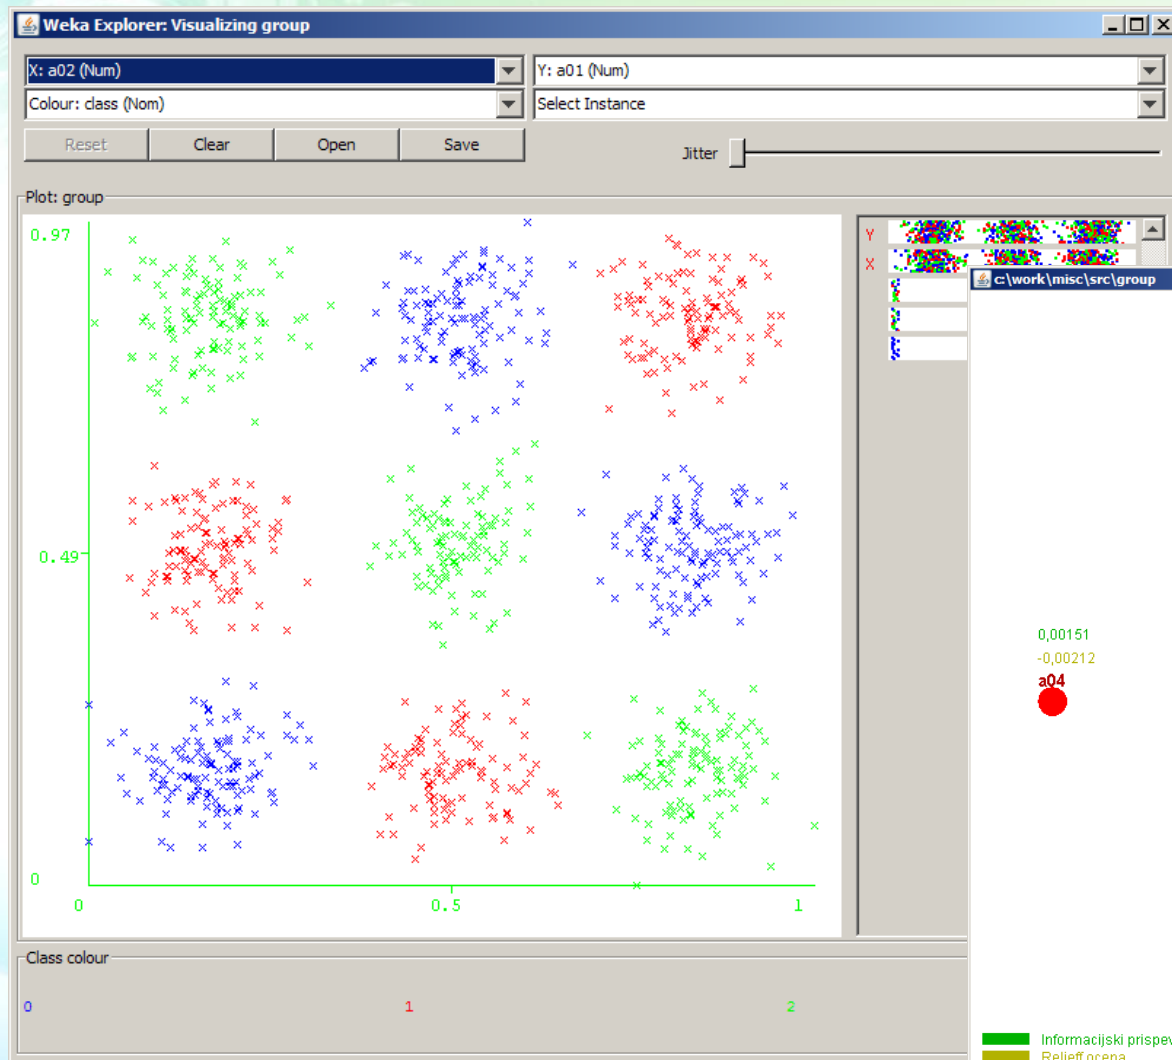 Weka Explorer: Visualizing group
X: a02 (Num)
Y: a01 (Num)
Colour: class (Nom)
Select Instance
Reset
Clear
Open
Save
Jitter
Plot: group
0.97
0.49
0
0
0.5
1
Y
X
c:\work\misc\src\group
0,00151
-0,00212
a04
Class colour
0
1
2
Informacijski
Relieff ocena